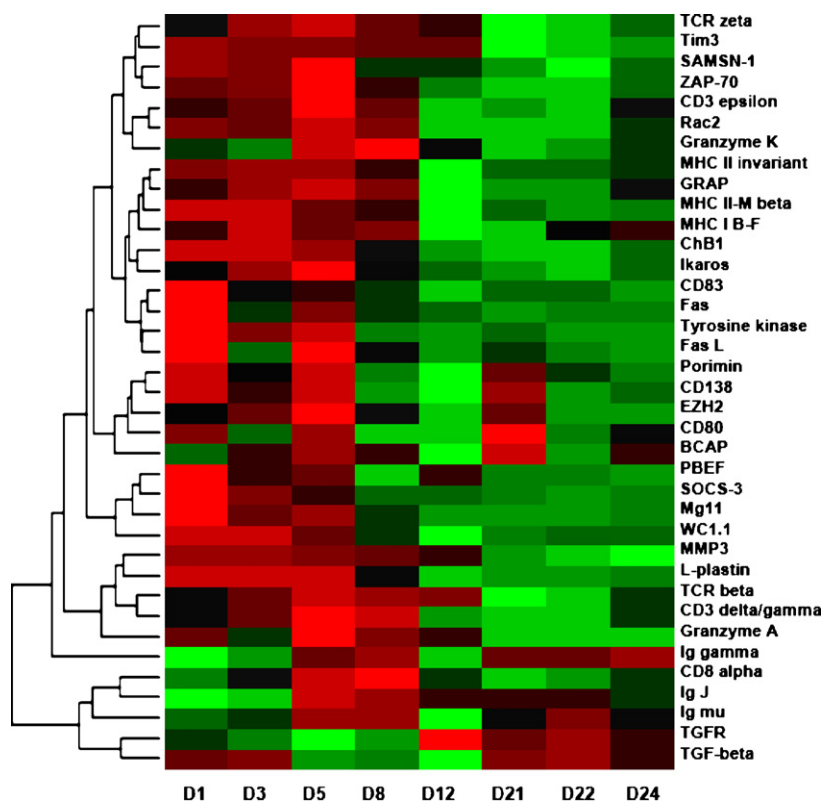 TCR zeta
Tim3
SAMSN-1
ZAP-70
CD3 epsilon
Rac2
Granzyme K
MHC II invariant
GRAP
MHC II-M beta
MHC I B-F
ChB1
Ikaros
CD83
Fas
Tyrosine kinase
Fas L
Porimin
CD138
EZH2
CD80
BCAP
PBEF
SOCS-3
Mg11
WC1.1
MMP3
L-plastin
TCR beta
CD3 delta/gamma
Granzyme A
Ig gamma
CD8 alpha
Ig J
Ig mu
TGFR
TGF-beta
D1 D3 D5 D8 D12 D21 D22 D24